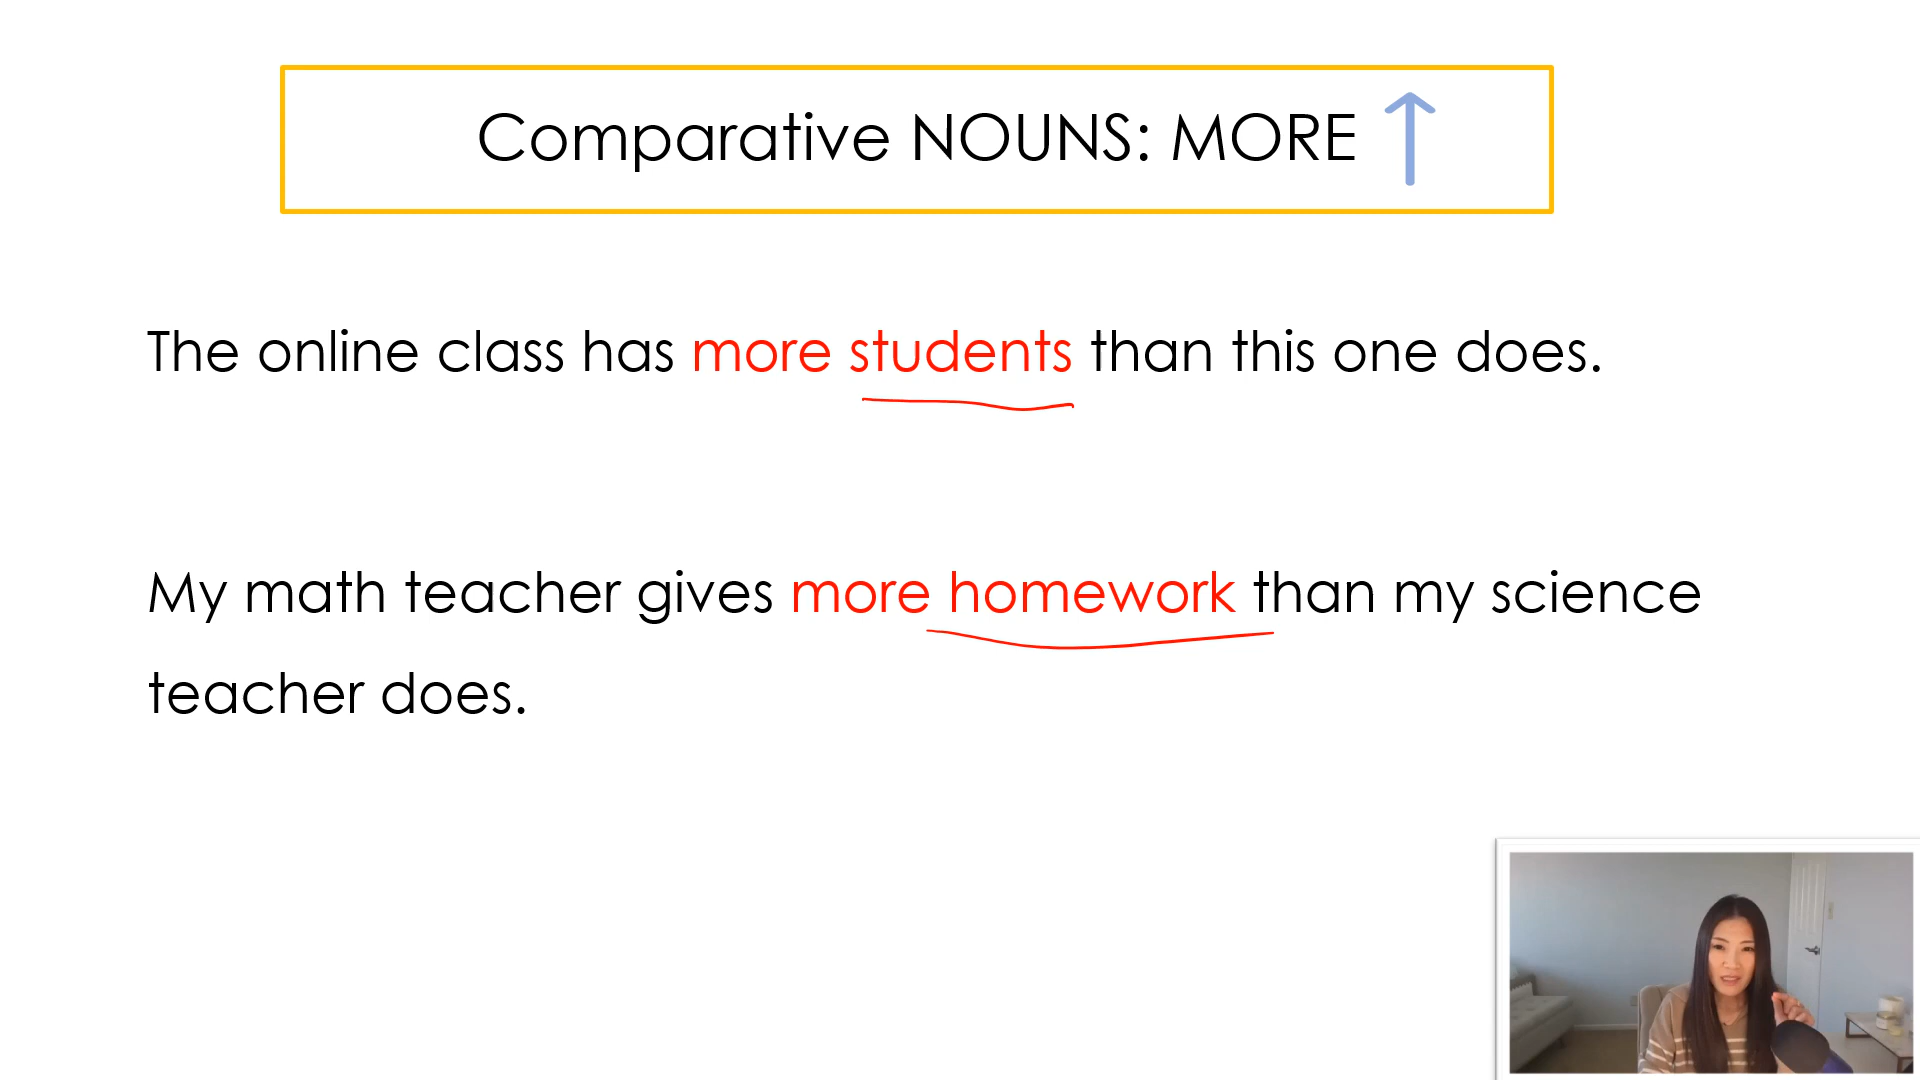 Comparative NOUNS: MORE
The online class has more students than this one does.
My math teacher gives more homework than my science
teacher does.